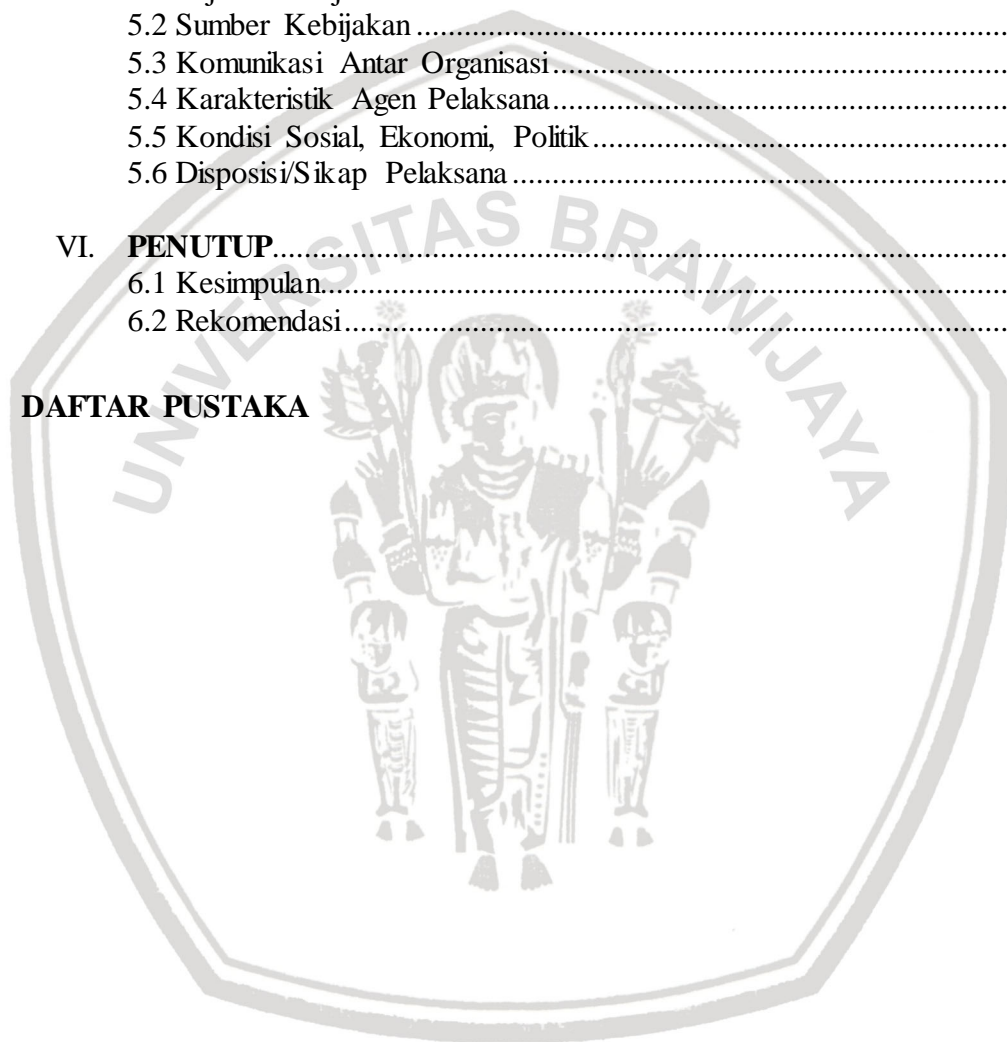 5.2 Sumber Kebijakan......................................................................................
5.3 Komunikasi Antar Organisasi..................................................................
5.4 Karakteristik Agen Pelaksana..................................................................
5.5 Kondisi Sosial, Ekonomi, Politik............................................................
5.6 Disposisi/Sikap Pelaksana.......................................................................
UNIVERSITAS BRAWIJAYA
VI. PENUTUP...............................................................................................
6.1 Kesimpulan..............................................................................................
6.2 Rekomendasi...........................................................................................
DAFTAR PUSTAKA